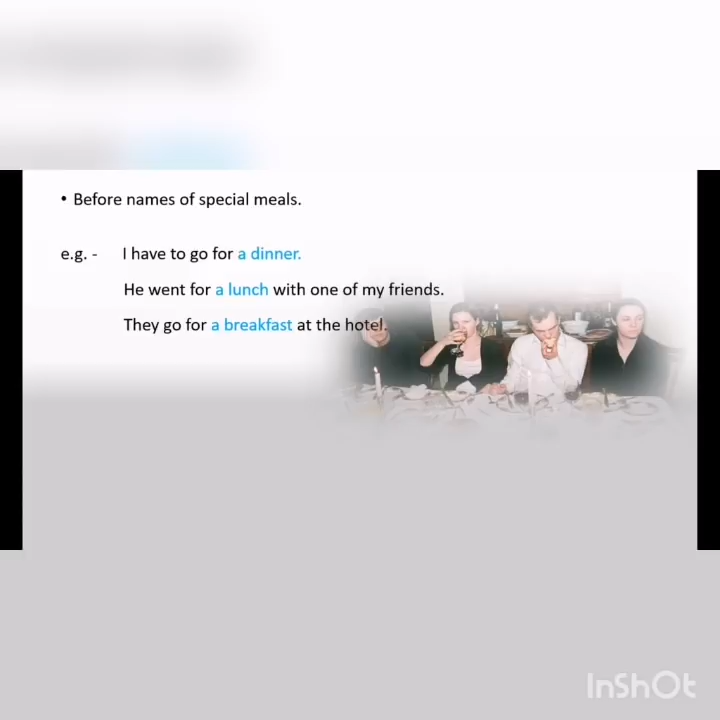 • Before names of special meals.
e.g. - I have to go for a dinner.
He went for a lunch with one of my friends.
They go for a breakfast at the hotel.
InShOt